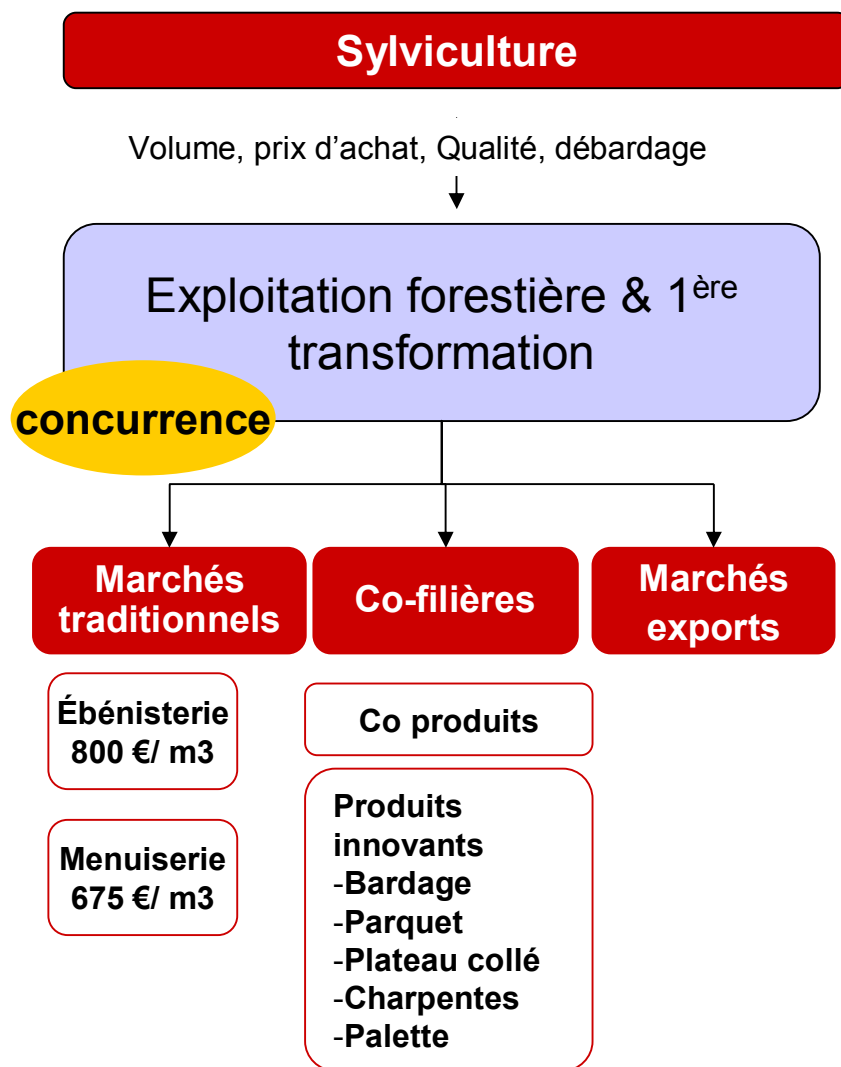 Sylviculture
Volume, prix d’achat, Qualité, débardage
Exploitation forestière & 1ère
transformation
concurrence
Marchés
traditionnels
Co-filières
Marchés
exports
Ébénisterie
800 €/ m3
Menuiserie
675 €/ m3
Co produits
Produits
innovants
-Bardage
-Parquet
-Plateau collé
-Charpentes
-Palette